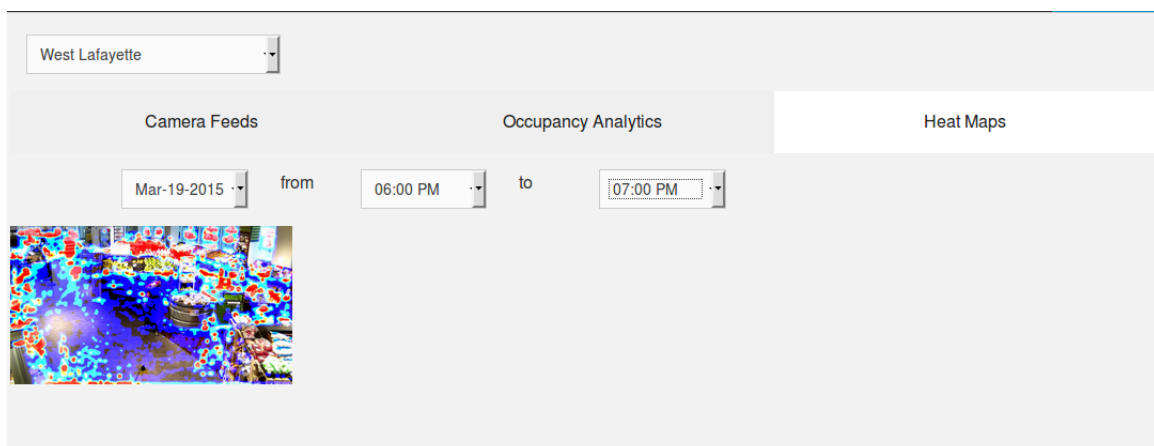 West Lafayette
Camera Feeds Occupancy Analytics Heat Maps
Mar-19-2015 from 06:00 PM to 07:00 PM